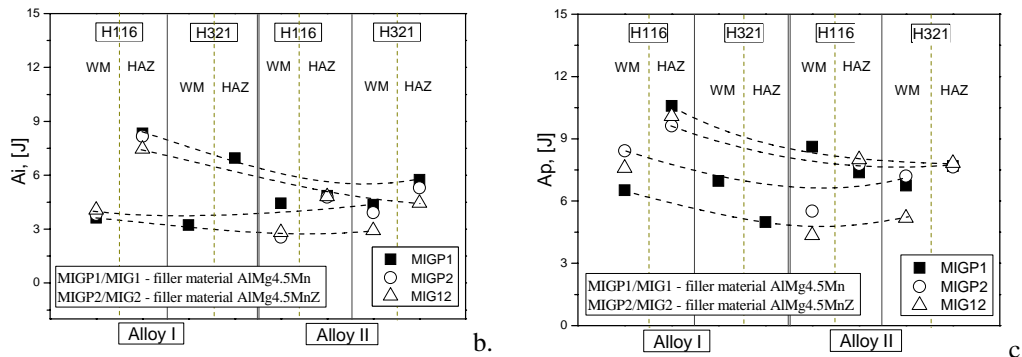 15
12
9
6
3
0
Ai, [J]
H116
H321
H116
H321
WM
HAZ
WM
HAZ
WM
HAZ
WM
HAZ
MIGP1/MIG1 - filler material AlMg4.5Mn
MIGP2/MIG2 - filler material AlMg4.5MnZ
MIGP1
MIGP2
MIG12
Alloy I
Alloy II
b.
15
12
9
6
3
0
Ap, [J]
H116
H321
H116
H321
WM
HAZ
WM
HAZ
WM
HAZ
WM
HAZ
MIGP1/MIG1 - filler material AlMg4.5Mn
MIGP2/MIG2 - filler material AlMg4.5MnZ
MIGP1
MIGP2
MIG12
Alloy I
Alloy II
c